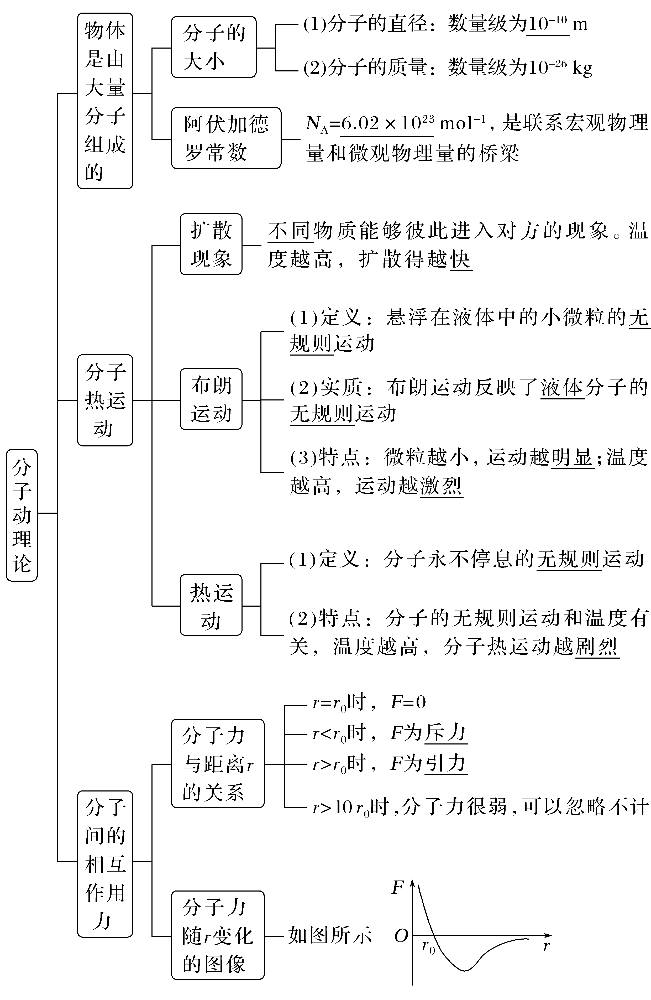 分子动理论
物体
是由
大量
分子
组成
的
分子的
大小
(1)分子的直径：数量级为10⁻¹⁰ m
(2)分子的质量：数量级为10⁻²⁶ kg
阿伏加德
罗常数
N_A=6.02×10²³ mol⁻¹，是联系宏观物理
量和微观物理量的桥梁
分子
热运
动
扩散
现象
不同物质能够彼此进入对方的现象。温
度越高，扩散得越快
布朗
运动
(1)定义：悬浮在液体中的小微粒的无
规则运动
(2)实质：布朗运动反映了液体分子的
无规则运动
(3)特点：微粒越小，运动越明显；温度
越高，运动越激烈
热运
动
(1)定义：分子永不停息的无规则运动
(2)特点：分子的无规则运动和温度有
关，温度越高，分子热运动越剧烈
分子
间的
相互
作用
力
分子力
与距离r
的关系
r=r₀时，F=0
r<r₀时，F为斥力
r>r₀时，F为引力
r>10 r₀时,分子力很弱,可以忽略不计
分子力
随r变化
的图像
如图所示
F
O
r₀
r